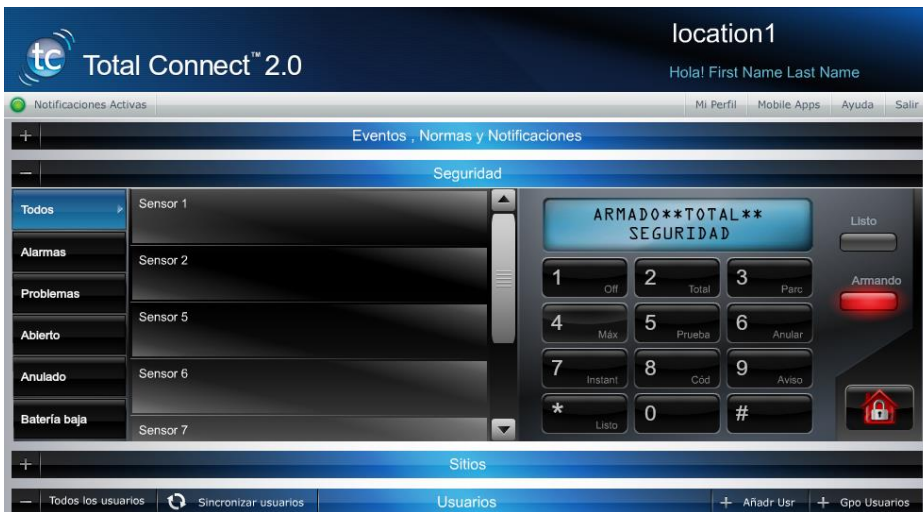 location1
tc Total Connect™ 2.0
Hola! First Name Last Name
Notificaciones Activas
Mi Perfil Mobile Apps Ayuda Salir
+ Eventos , Normas y Notificaciones
− Seguridad
Todos
Alarmas
Problemas
Abierto
Anulado
Batería baja
Sensor 1
Sensor 2
Sensor 5
Sensor 6
Sensor 7
ARMADO**TOTAL**
SEGURIDAD
1 Off 2 Total 3 Parc
4 Máx 5 Prueba 6 Anular
7 Instant 8 Cód 9 Aviso
* Listo 0 #
Listo
Armando
+ Sitios
− Todos los usuarios Sincronizar usuarios Usuarios + Añadr Usr + Gpo Usuarios